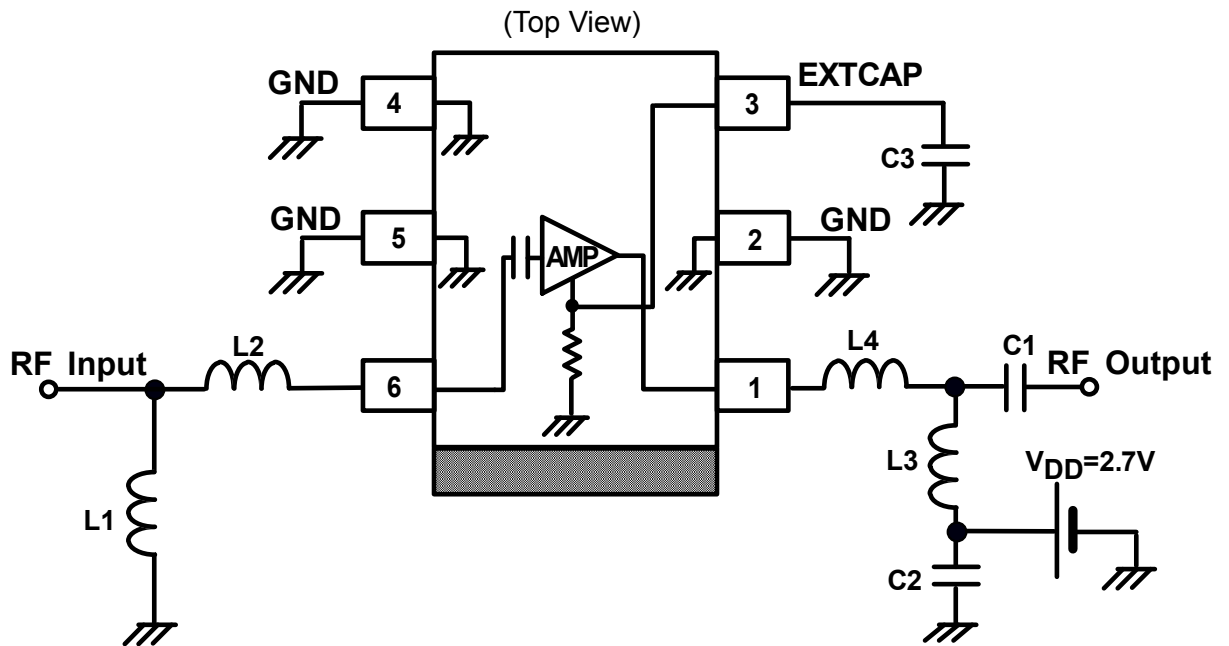 (Top View)
GND
4
3
EXTCAP
C3
GND
5
2
GND
AMP
RF Input
L2
6
1
L4
C1
RF Output
L1
L3
VDD=2.7V
C2